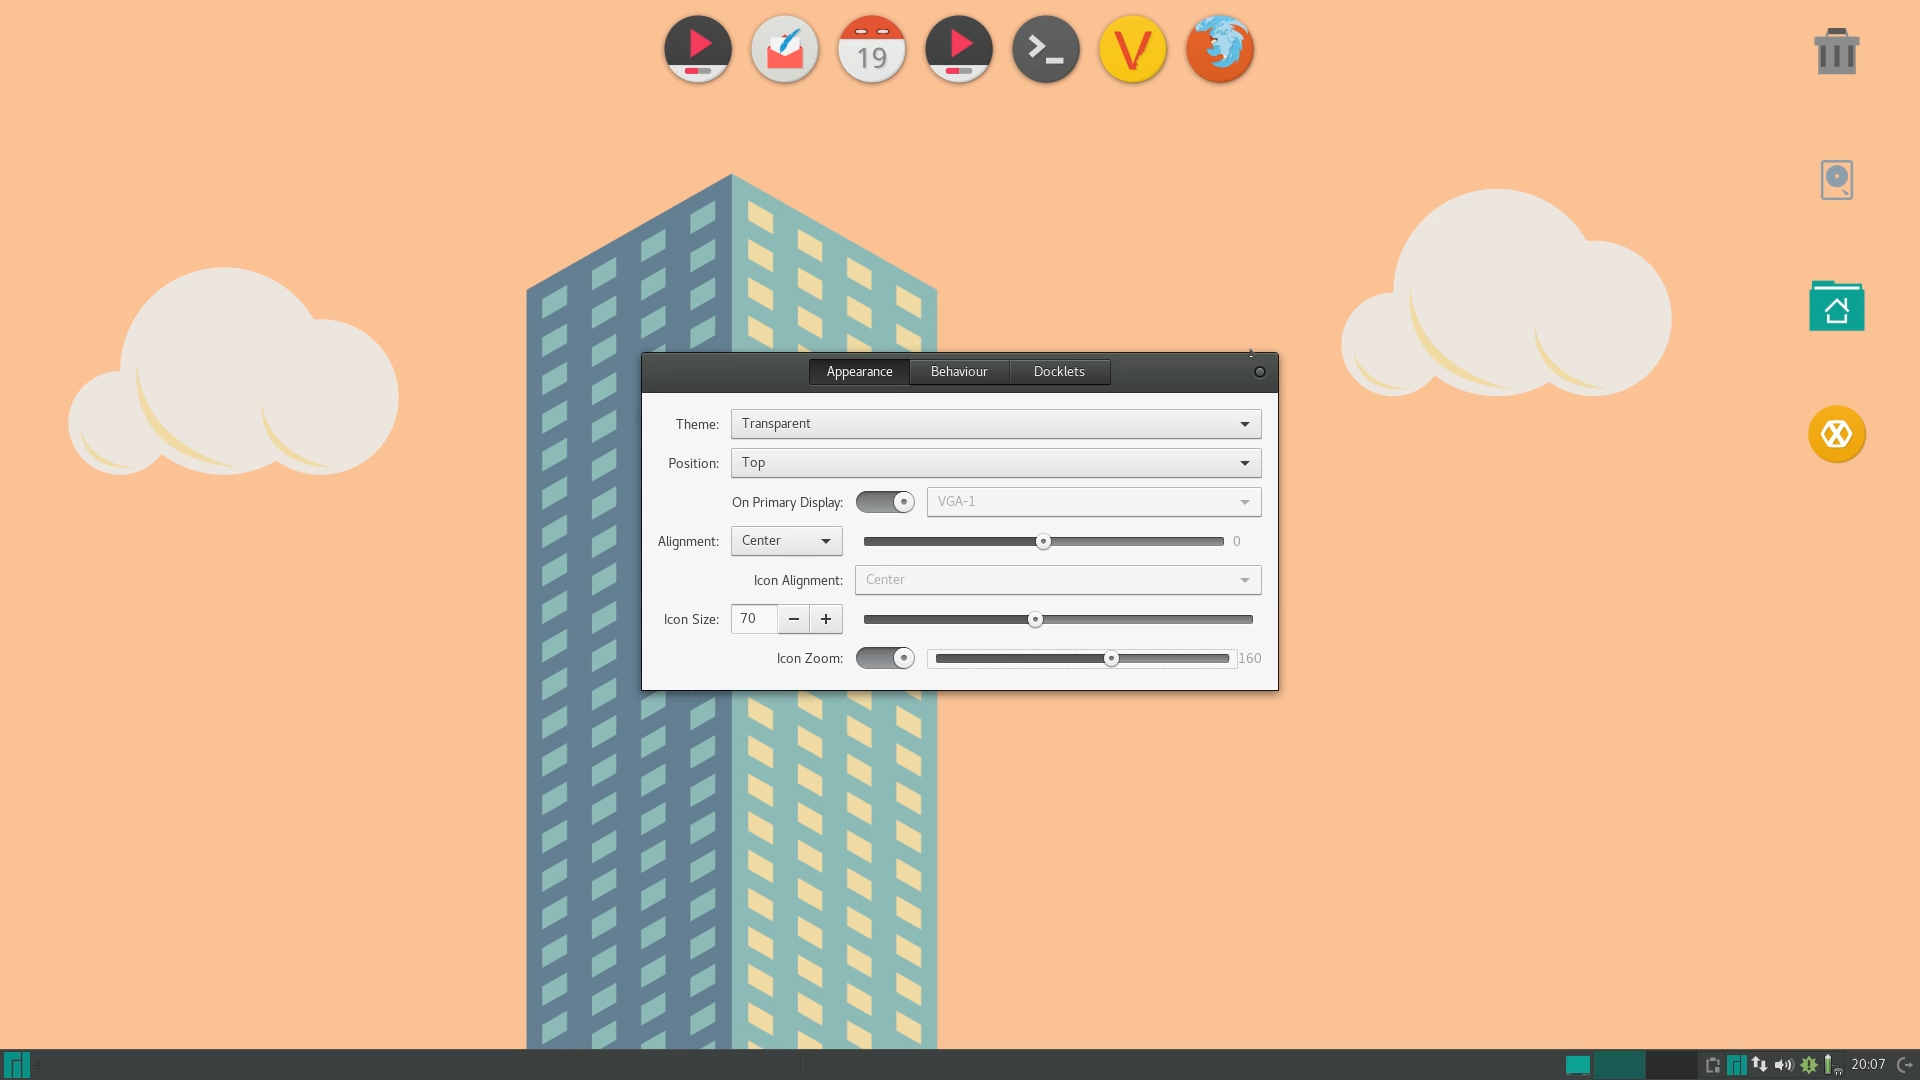 19
V
Appearance Behaviour Docklets
Theme: Transparent
Position: Top
On Primary Display: VGA-1
Alignment: Center 0
Icon Alignment: Center
Icon Size: 70 − +
Icon Zoom: 160
20:07